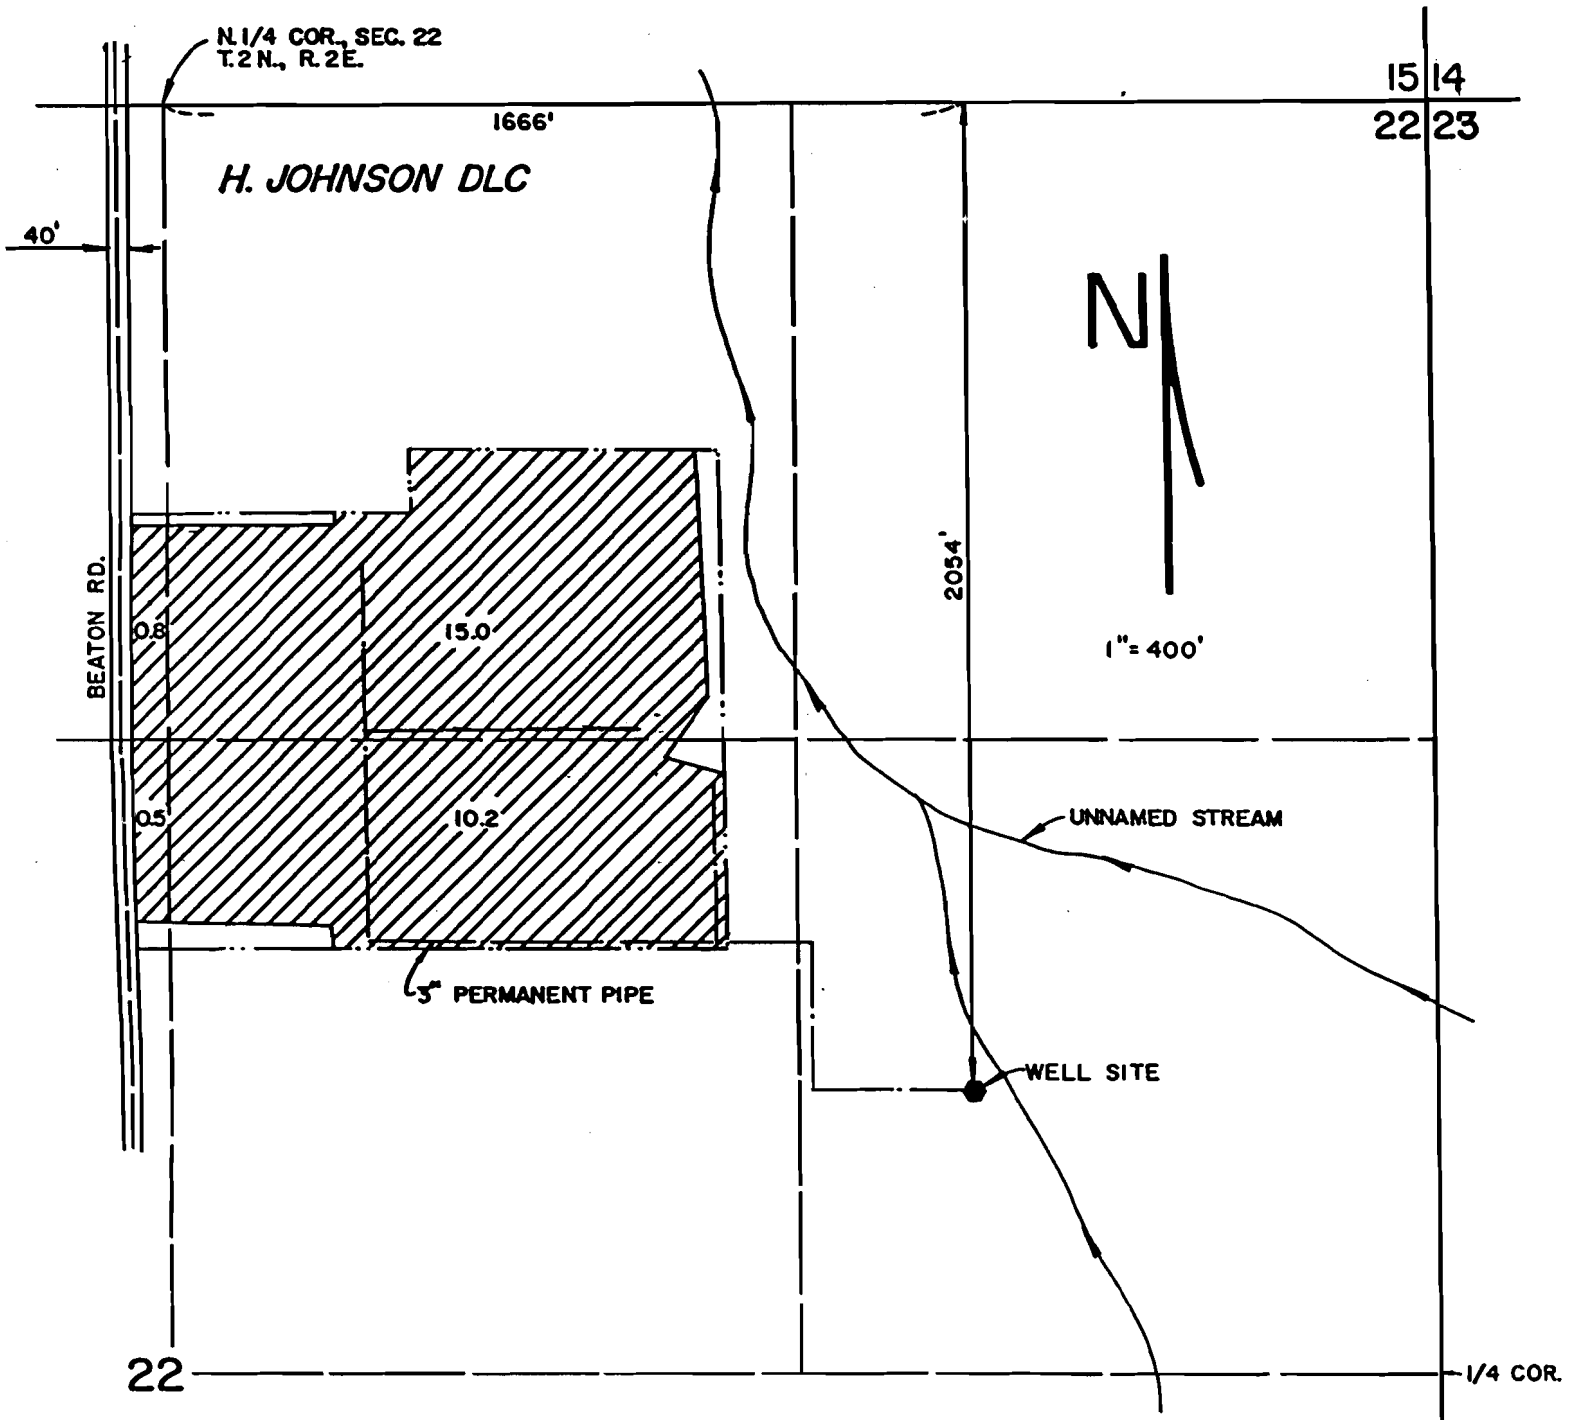 N. 1/4 COR., SEC. 22
T. 2 N., R. 2 E.
15 14
22 23
1666'
H. JOHNSON DLC
40'
N
2054'
BEATON RD.
0.8
15.0
1" = 400'
0.5
10.2
UNNAMED STREAM
3" PERMANENT PIPE
WELL SITE
22
1/4 COR.